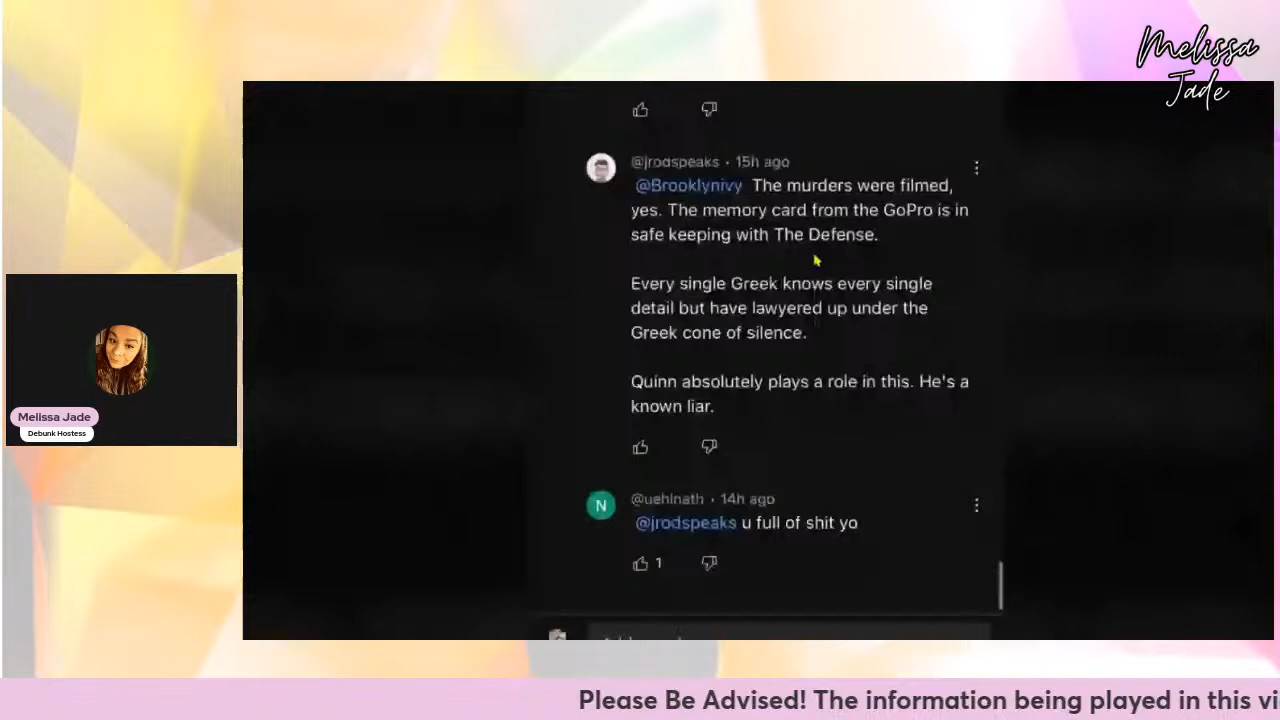 Melissa
Jade
@jrodspeaks • 15h ago
@Brooklynivy The murders were filmed,
yes. The memory card from the GoPro is in
safe keeping with The Defense.
Every single Greek knows every single
detail but have lawyered up under the
Greek cone of silence.
Quinn absolutely plays a role in this. He's a
known liar.
N
@uehlnath • 14h ago
@jrodspeaks u full of shit yo
1
Melissa Jade
Debunk Hostess
Please Be Advised! The information being played in this vi